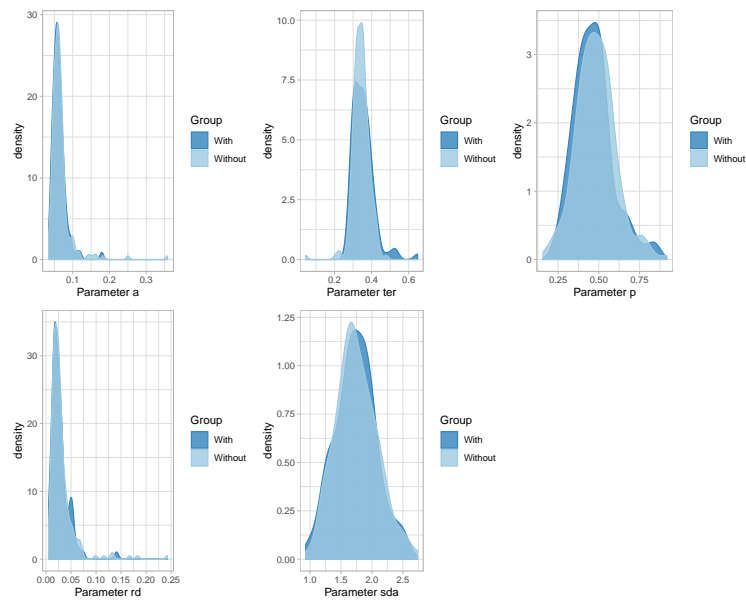 30
20
10
0
density
0.1 0.2 0.3
Parameter a
Group
With
Without
10.0
7.5
5.0
2.5
0.0
density
0.2 0.4 0.6
Parameter ter
Group
With
Without
3
2
1
0
density
0.25 0.50 0.75
Parameter p
Group
With
Without
30
20
10
0
density
0.00 0.05 0.10 0.15 0.20 0.25
Parameter rd
Group
With
Without
1.25
1.00
0.75
0.50
0.25
0.00
density
1.0 1.5 2.0 2.5
Parameter sda
Group
With
Without